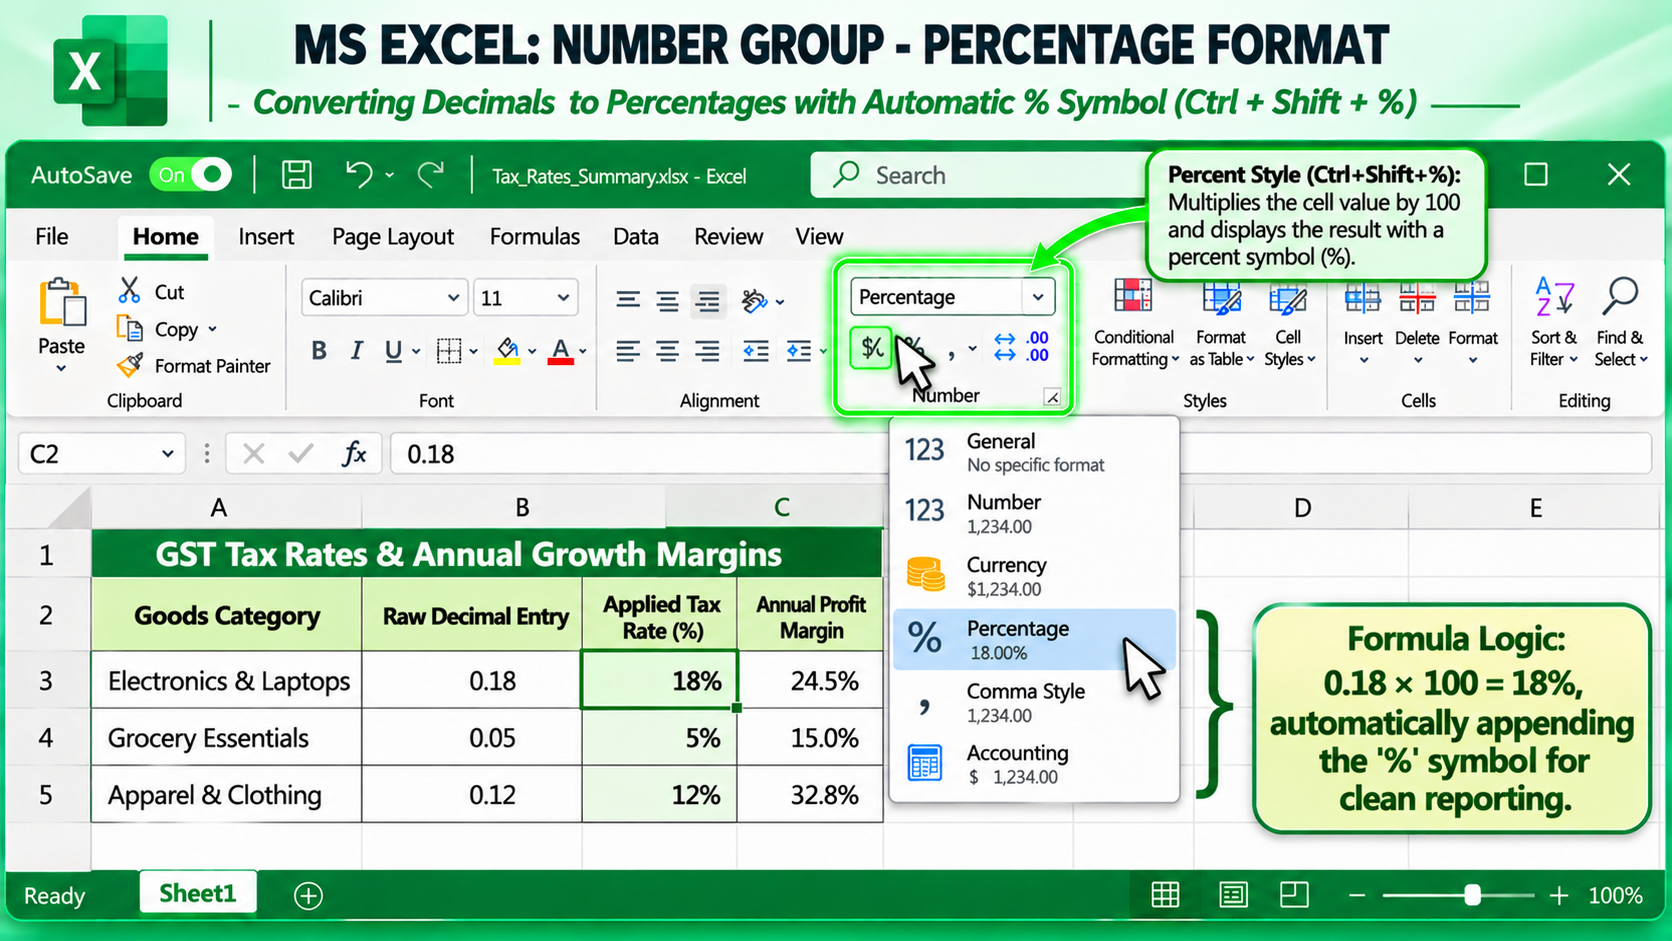 X
MS EXCEL: NUMBER GROUP - PERCENTAGE FORMAT
- Converting Decimals to Percentages with Automatic % Symbol (Ctrl + Shift + %)
AutoSave On
Tax_Rates_Summary.xlsx - Excel
Search
Percent Style (Ctrl+Shift+%):
Multiplies the cell value by 100
and displays the result with a
percent symbol (%).
File Home Insert Page Layout Formulas Data Review View
Paste
Cut
Copy
Format Painter
Clipboard
Calibri 11
B I U A
Font
Alignment
Percentage
% , .00
.00
Number
Conditional
Formatting
Format
as Table
Cell
Styles
Styles
Insert Delete Format
Cells
A
Z
Sort &
Filter
Find &
Select
Editing
C2 fx 0.18
A B C D E
1 GST Tax Rates & Annual Growth Margins
2 Goods Category Raw Decimal Entry Applied Tax
Rate (%) Annual Profit
Margin
3 Electronics & Laptops 0.18 18% 24.5%
4 Grocery Essentials 0.05 5% 15.0%
5 Apparel & Clothing 0.12 12% 32.8%
123 General
No specific format
123 Number
1,234.00
Currency
$1,234.00
% Percentage
18.00%
, Comma Style
1,234.00
Accounting
$ 1,234.00
Formula Logic:
0.18 × 100 = 18%,
automatically appending
the '%' symbol for
clean reporting.
Ready Sheet1 100%